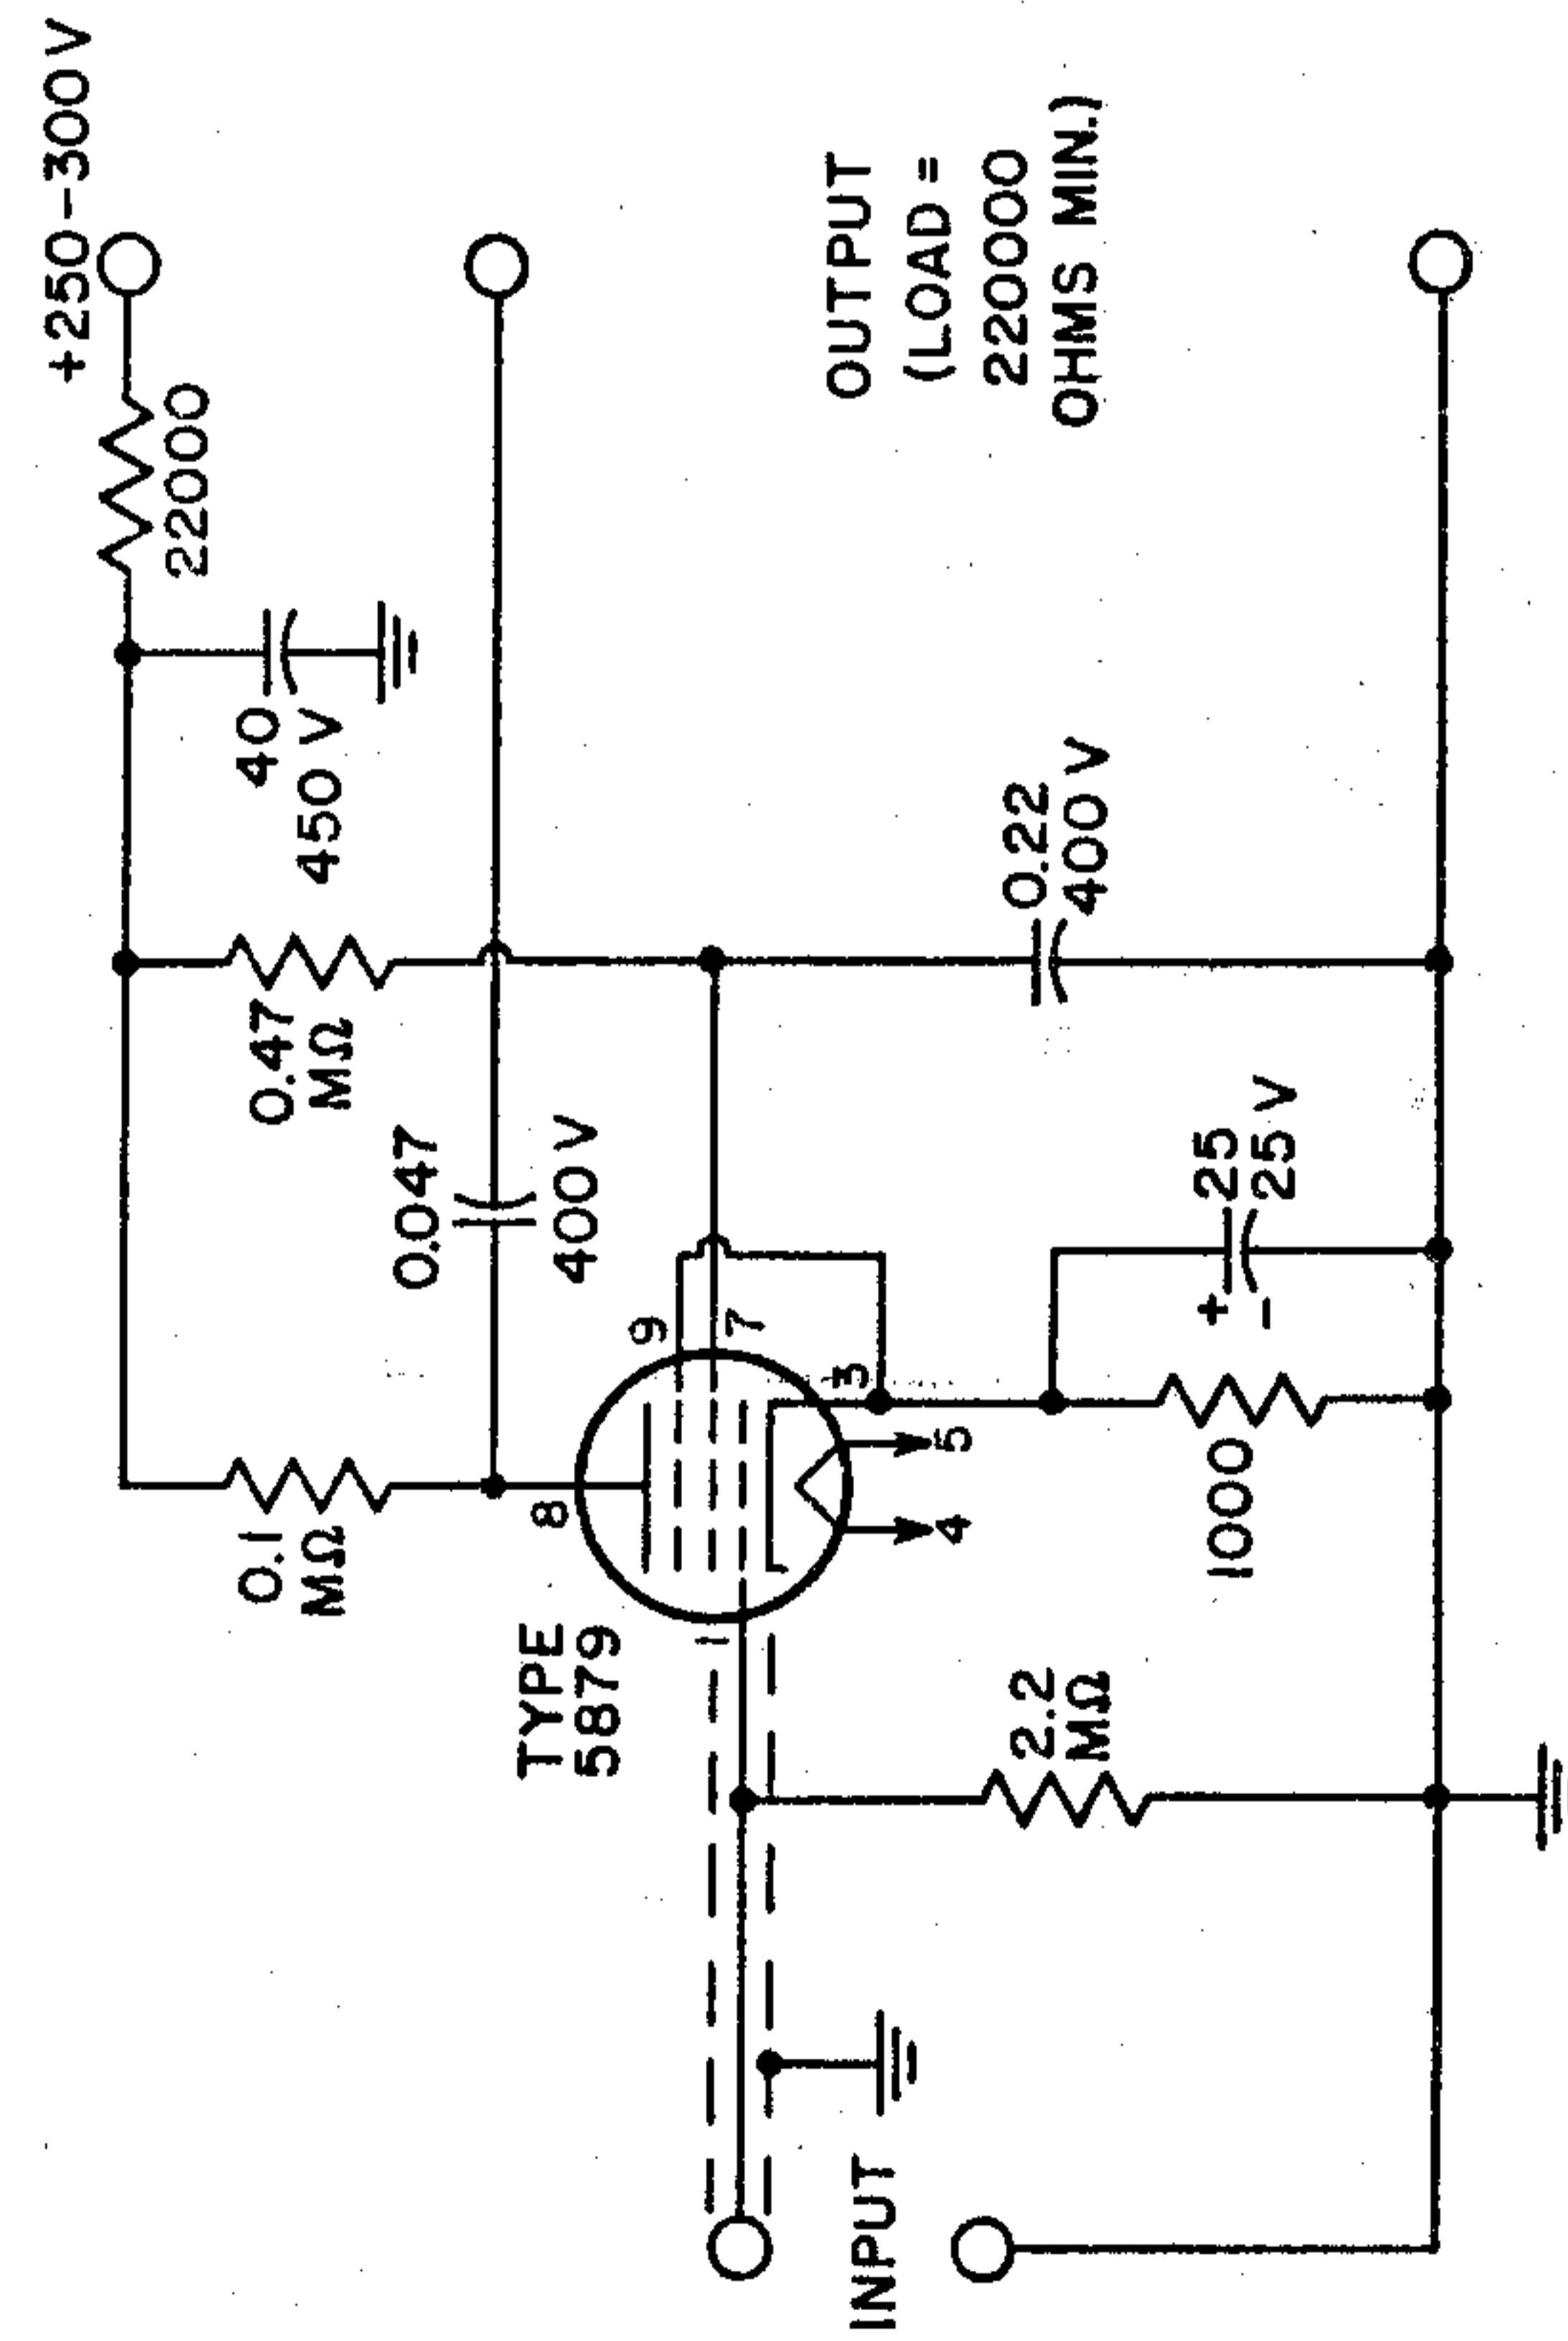 +250-300V
22000
40
450 V
0.47
MΩ
0.1
MΩ
0.047
400V
TYPE
5879
8
9
7
1
3
4
5
OUTPUT
(LOAD =
220000
OHMS MIN.)
0.22
400 V
+ 25
- 25 V
1000
2.2
MΩ
INPUT